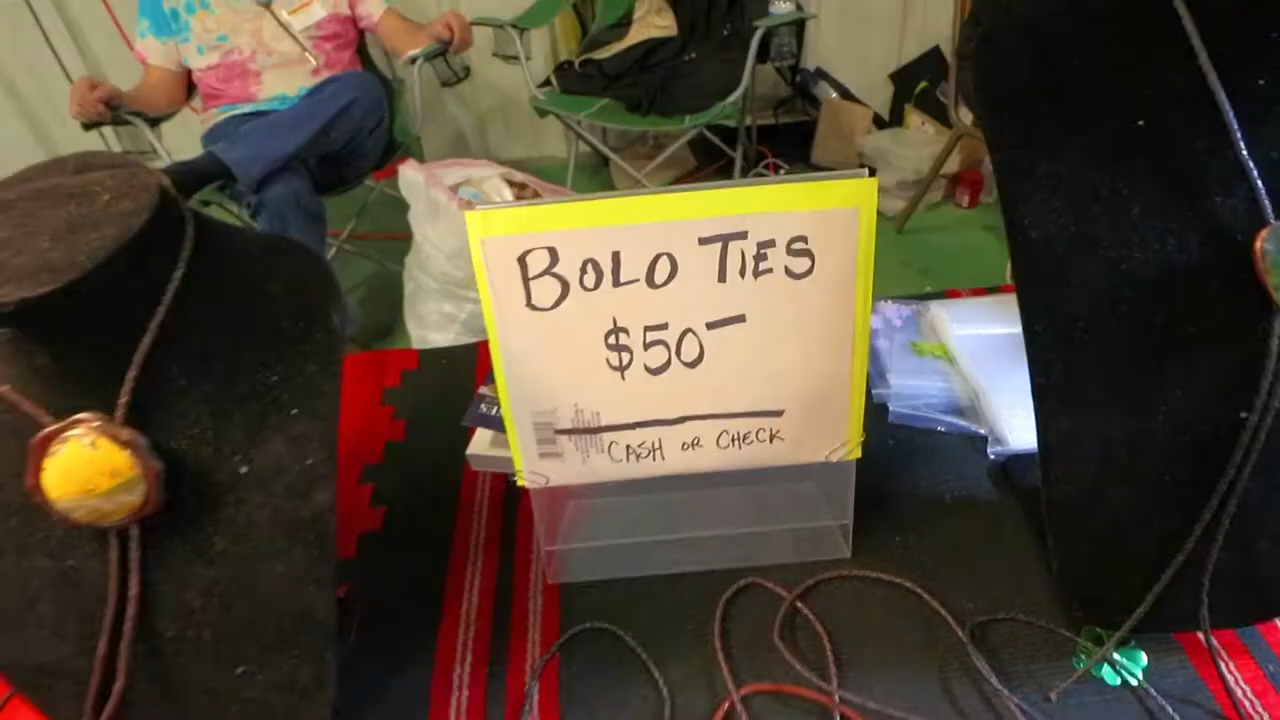 BOLO TIES
$50—
CASH OR CHECK